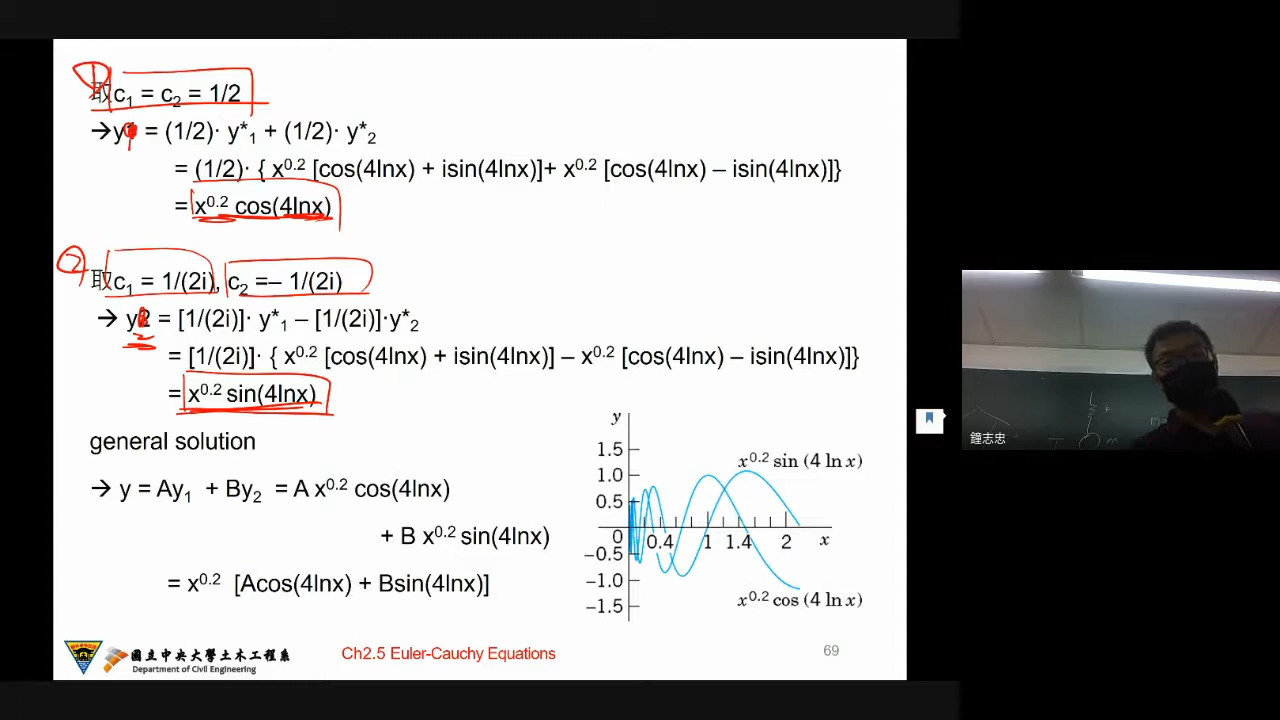 ①
取c₁ = c₂ = 1/2
→y₁ = (1/2)· y*₁ + (1/2)· y*₂
= (1/2)· { x^0.2 [cos(4lnx) + isin(4lnx)]+ x^0.2 [cos(4lnx) – isin(4lnx)]}
= x^0.2 cos(4lnx)
②
取c₁ = 1/(2i), c₂ =– 1/(2i)
→ y₂ = [1/(2i)]· y*₁ – [1/(2i)]·y*₂
= [1/(2i)]· { x^0.2 [cos(4lnx) + isin(4lnx)] – x^0.2 [cos(4lnx) – isin(4lnx)]}
= x^0.2 sin(4lnx)
general solution
→ y = Ay₁ + By₂ = A x^0.2 cos(4lnx)
+ B x^0.2 sin(4lnx)
= x^0.2 [Acos(4lnx) + Bsin(4lnx)]
y
1.5
1.0
0.5
0
–0.5
–1.0
–1.5
0.4 1 1.4 2 x
x^0.2 sin (4 ln x)
x^0.2 cos (4 ln x)
國立中央大學土木工程系
Department of Civil Engineering
Ch2.5 Euler-Cauchy Equations
69
鐘志忠